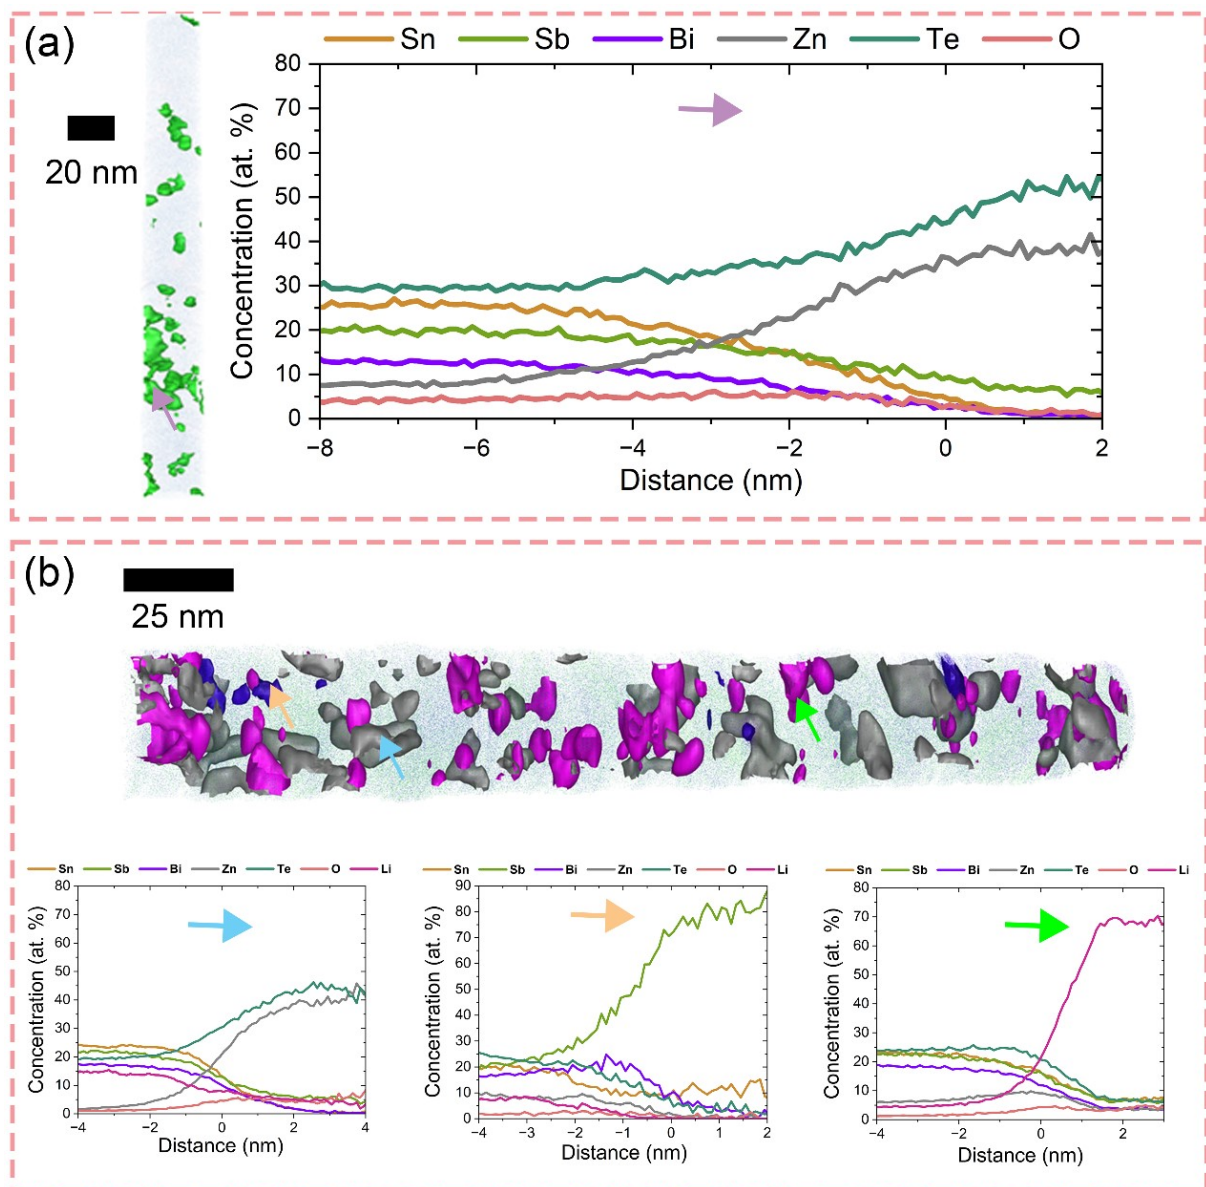 (a)
20 nm
Sn Sb Bi Zn Te O
Concentration (at. %)
80
70
60
50
40
30
20
10
0
−8 −6 −4 −2 0 2
Distance (nm)
(b)
25 nm
Sn Sb Bi Zn Te O Li
Concentration (at. %)
80
70
60
50
40
30
20
10
0
−4 −2 0 2 4
Distance (nm)
Sn Sb Bi Zn Te O Li
Concentration (at. %)
90
80
70
60
50
40
30
20
10
0
−4 −3 −2 −1 0 1 2
Distance (nm)
Sn Sb Bi Zn Te O Li
Concentration (at. %)
80
70
60
50
40
30
20
10
0
−4 −2 0 2
Distance (nm)